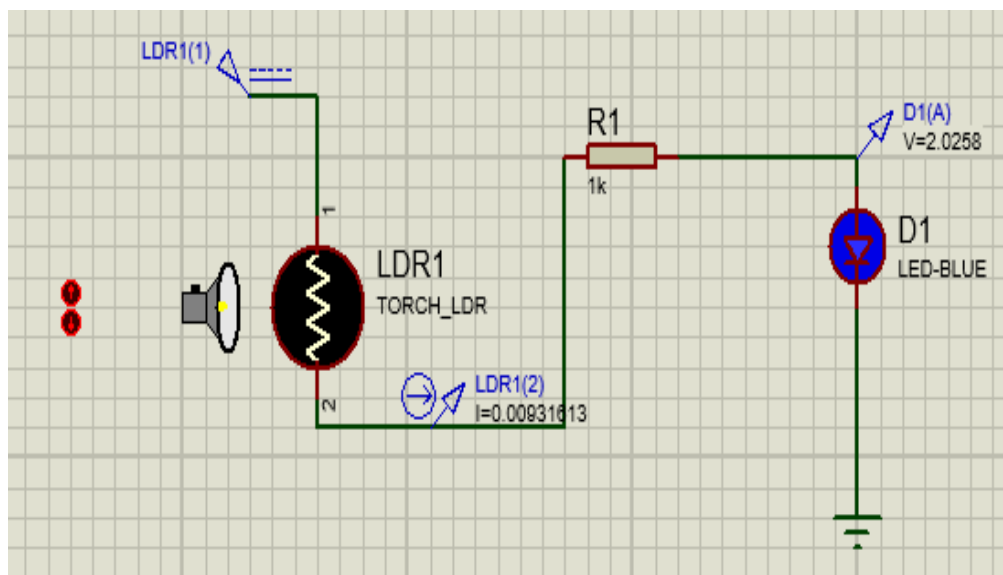 LDR1(1)
1
LDR1
TORCH_LDR
2
LDR1(2)
I=0.00931613
R1
1k
D1(A)
V=2.0258
D1
LED-BLUE